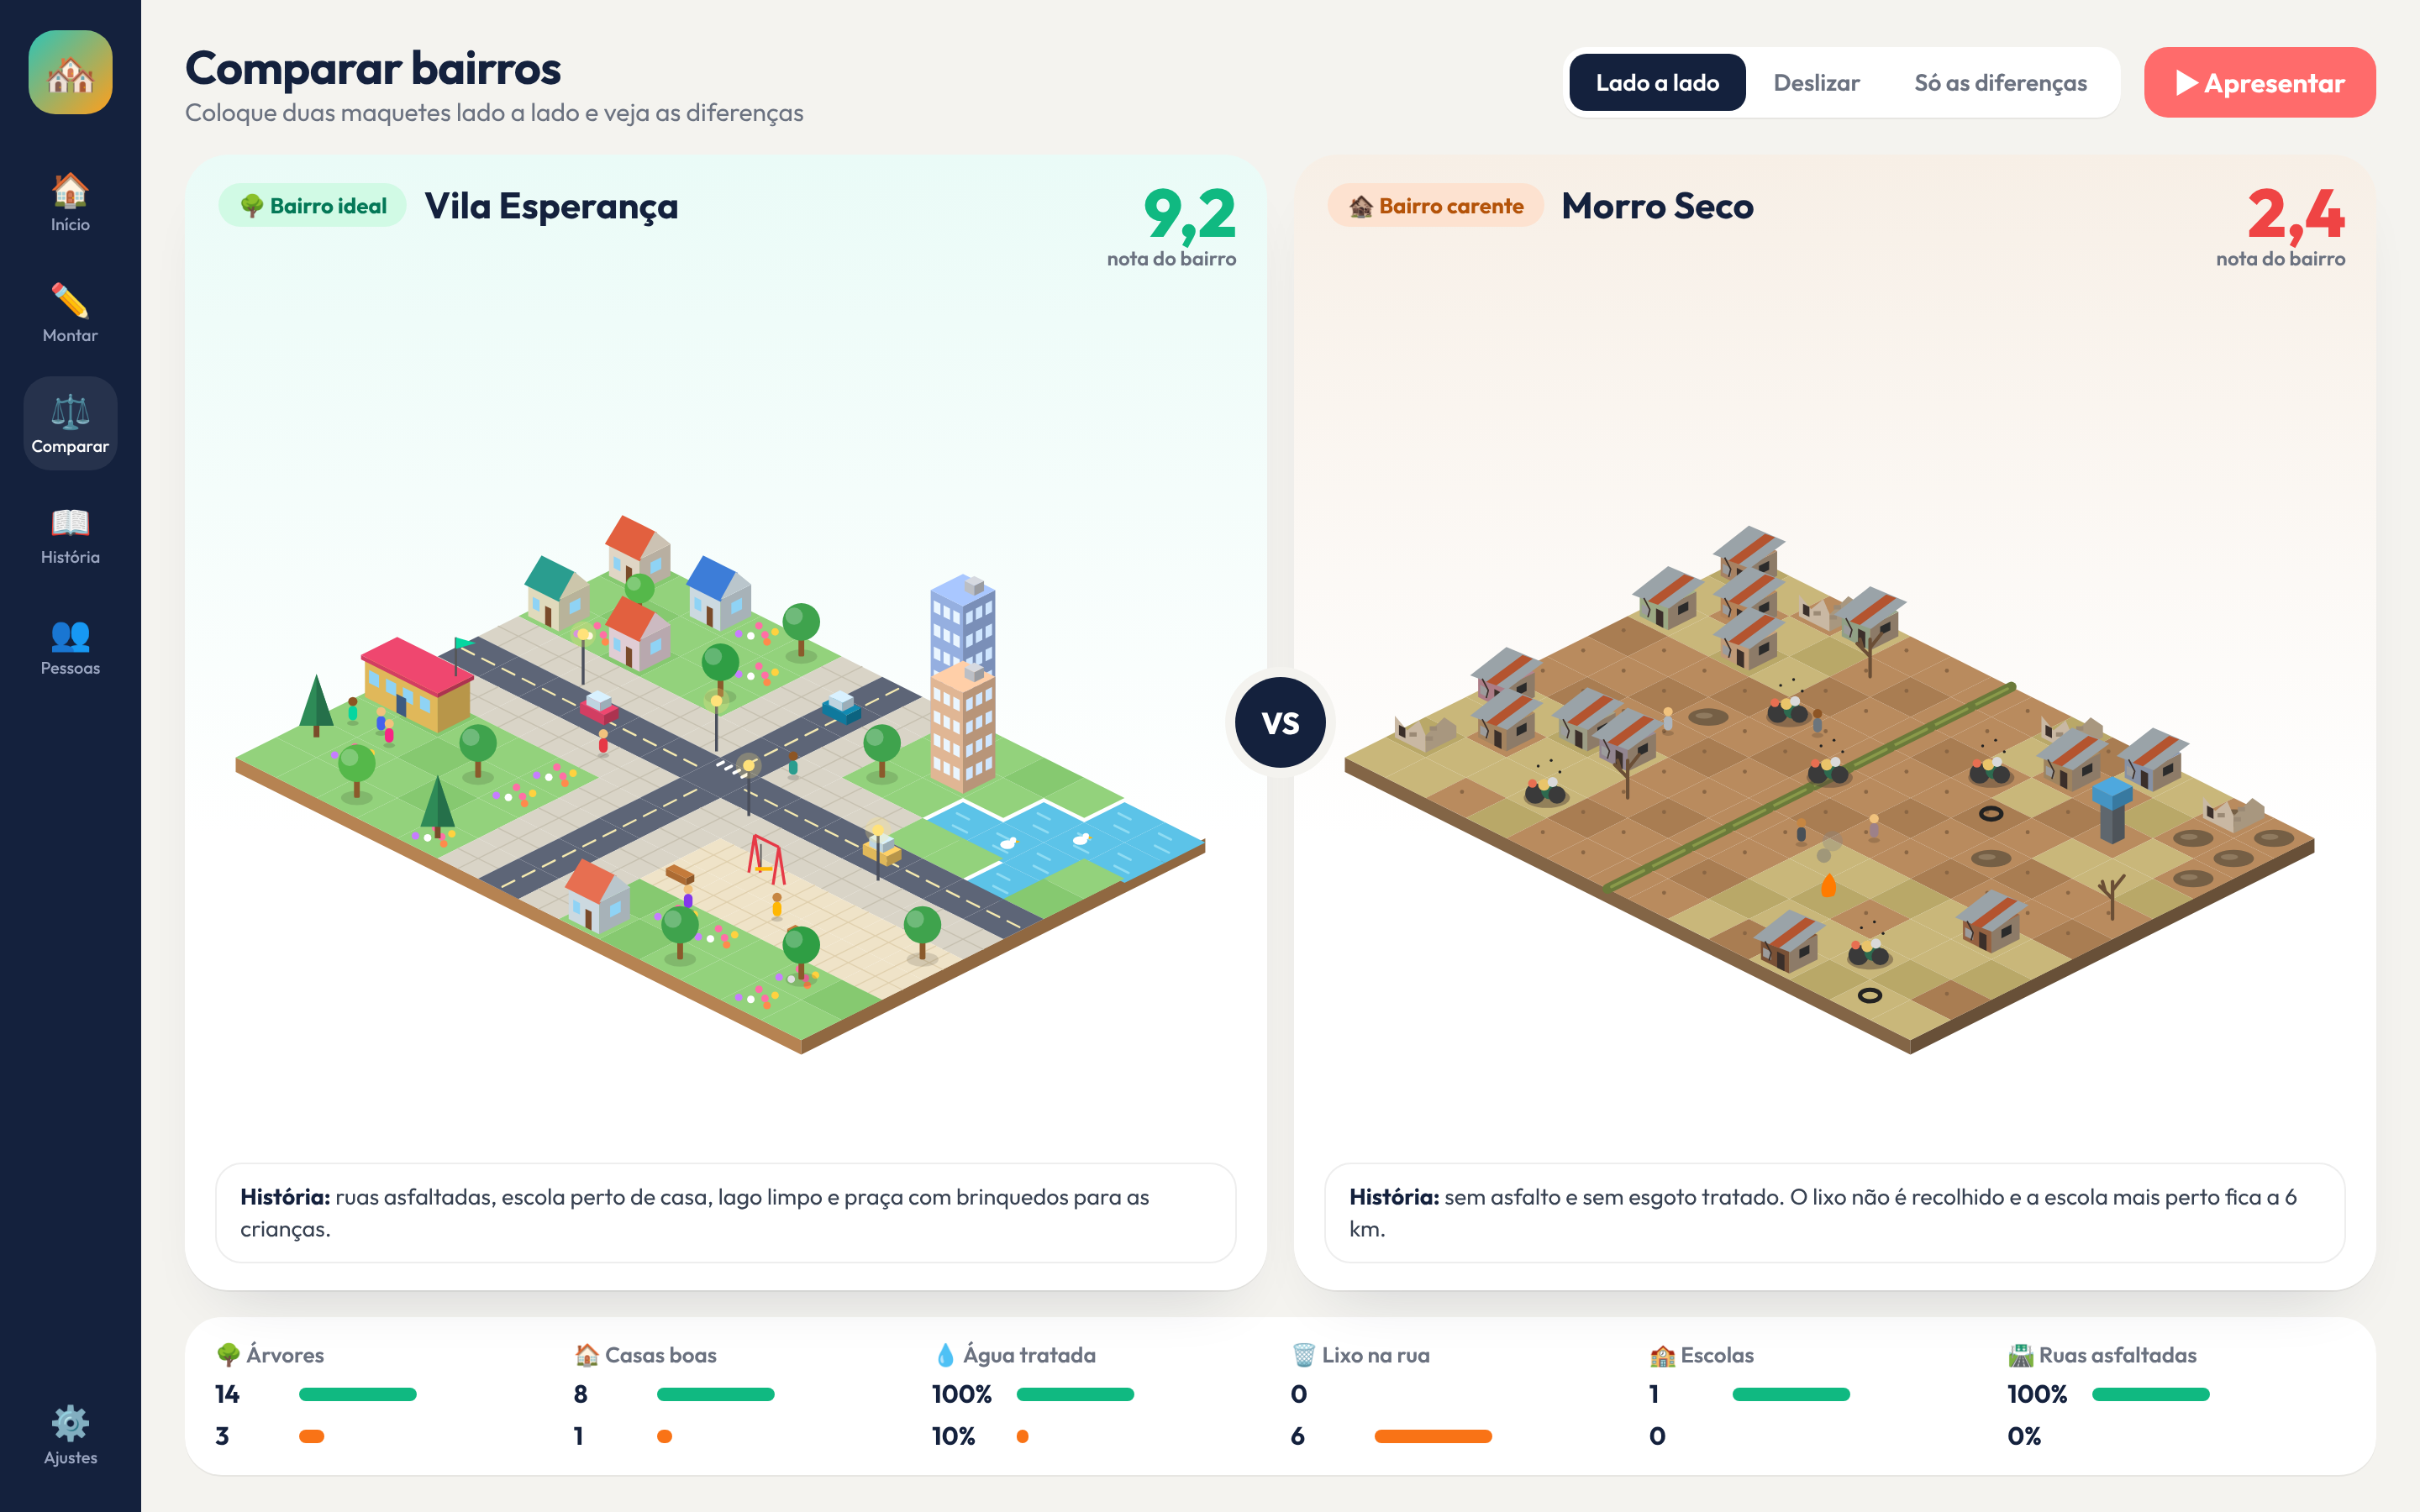 Início
Montar
Comparar
História
Pessoas
Ajustes
Comparar bairros
Coloque duas maquetes lado a lado e veja as diferenças
Lado a lado
Deslizar
Só as diferenças
Apresentar
Bairro ideal
Vila Esperança
9,2
nota do bairro
História: ruas asfaltadas, escola perto de casa, lago limpo e praça com brinquedos para as
crianças.
VS
Bairro carente
Morro Seco
2,4
nota do bairro
História: sem asfalto e sem esgoto tratado. O lixo não é recolhido e a escola mais perto fica a 6
km.
Árvores
14
3
Casas boas
8
1
Água tratada
100%
10%
Lixo na rua
0
6
Escolas
1
0
Ruas asfaltadas
100%
0%